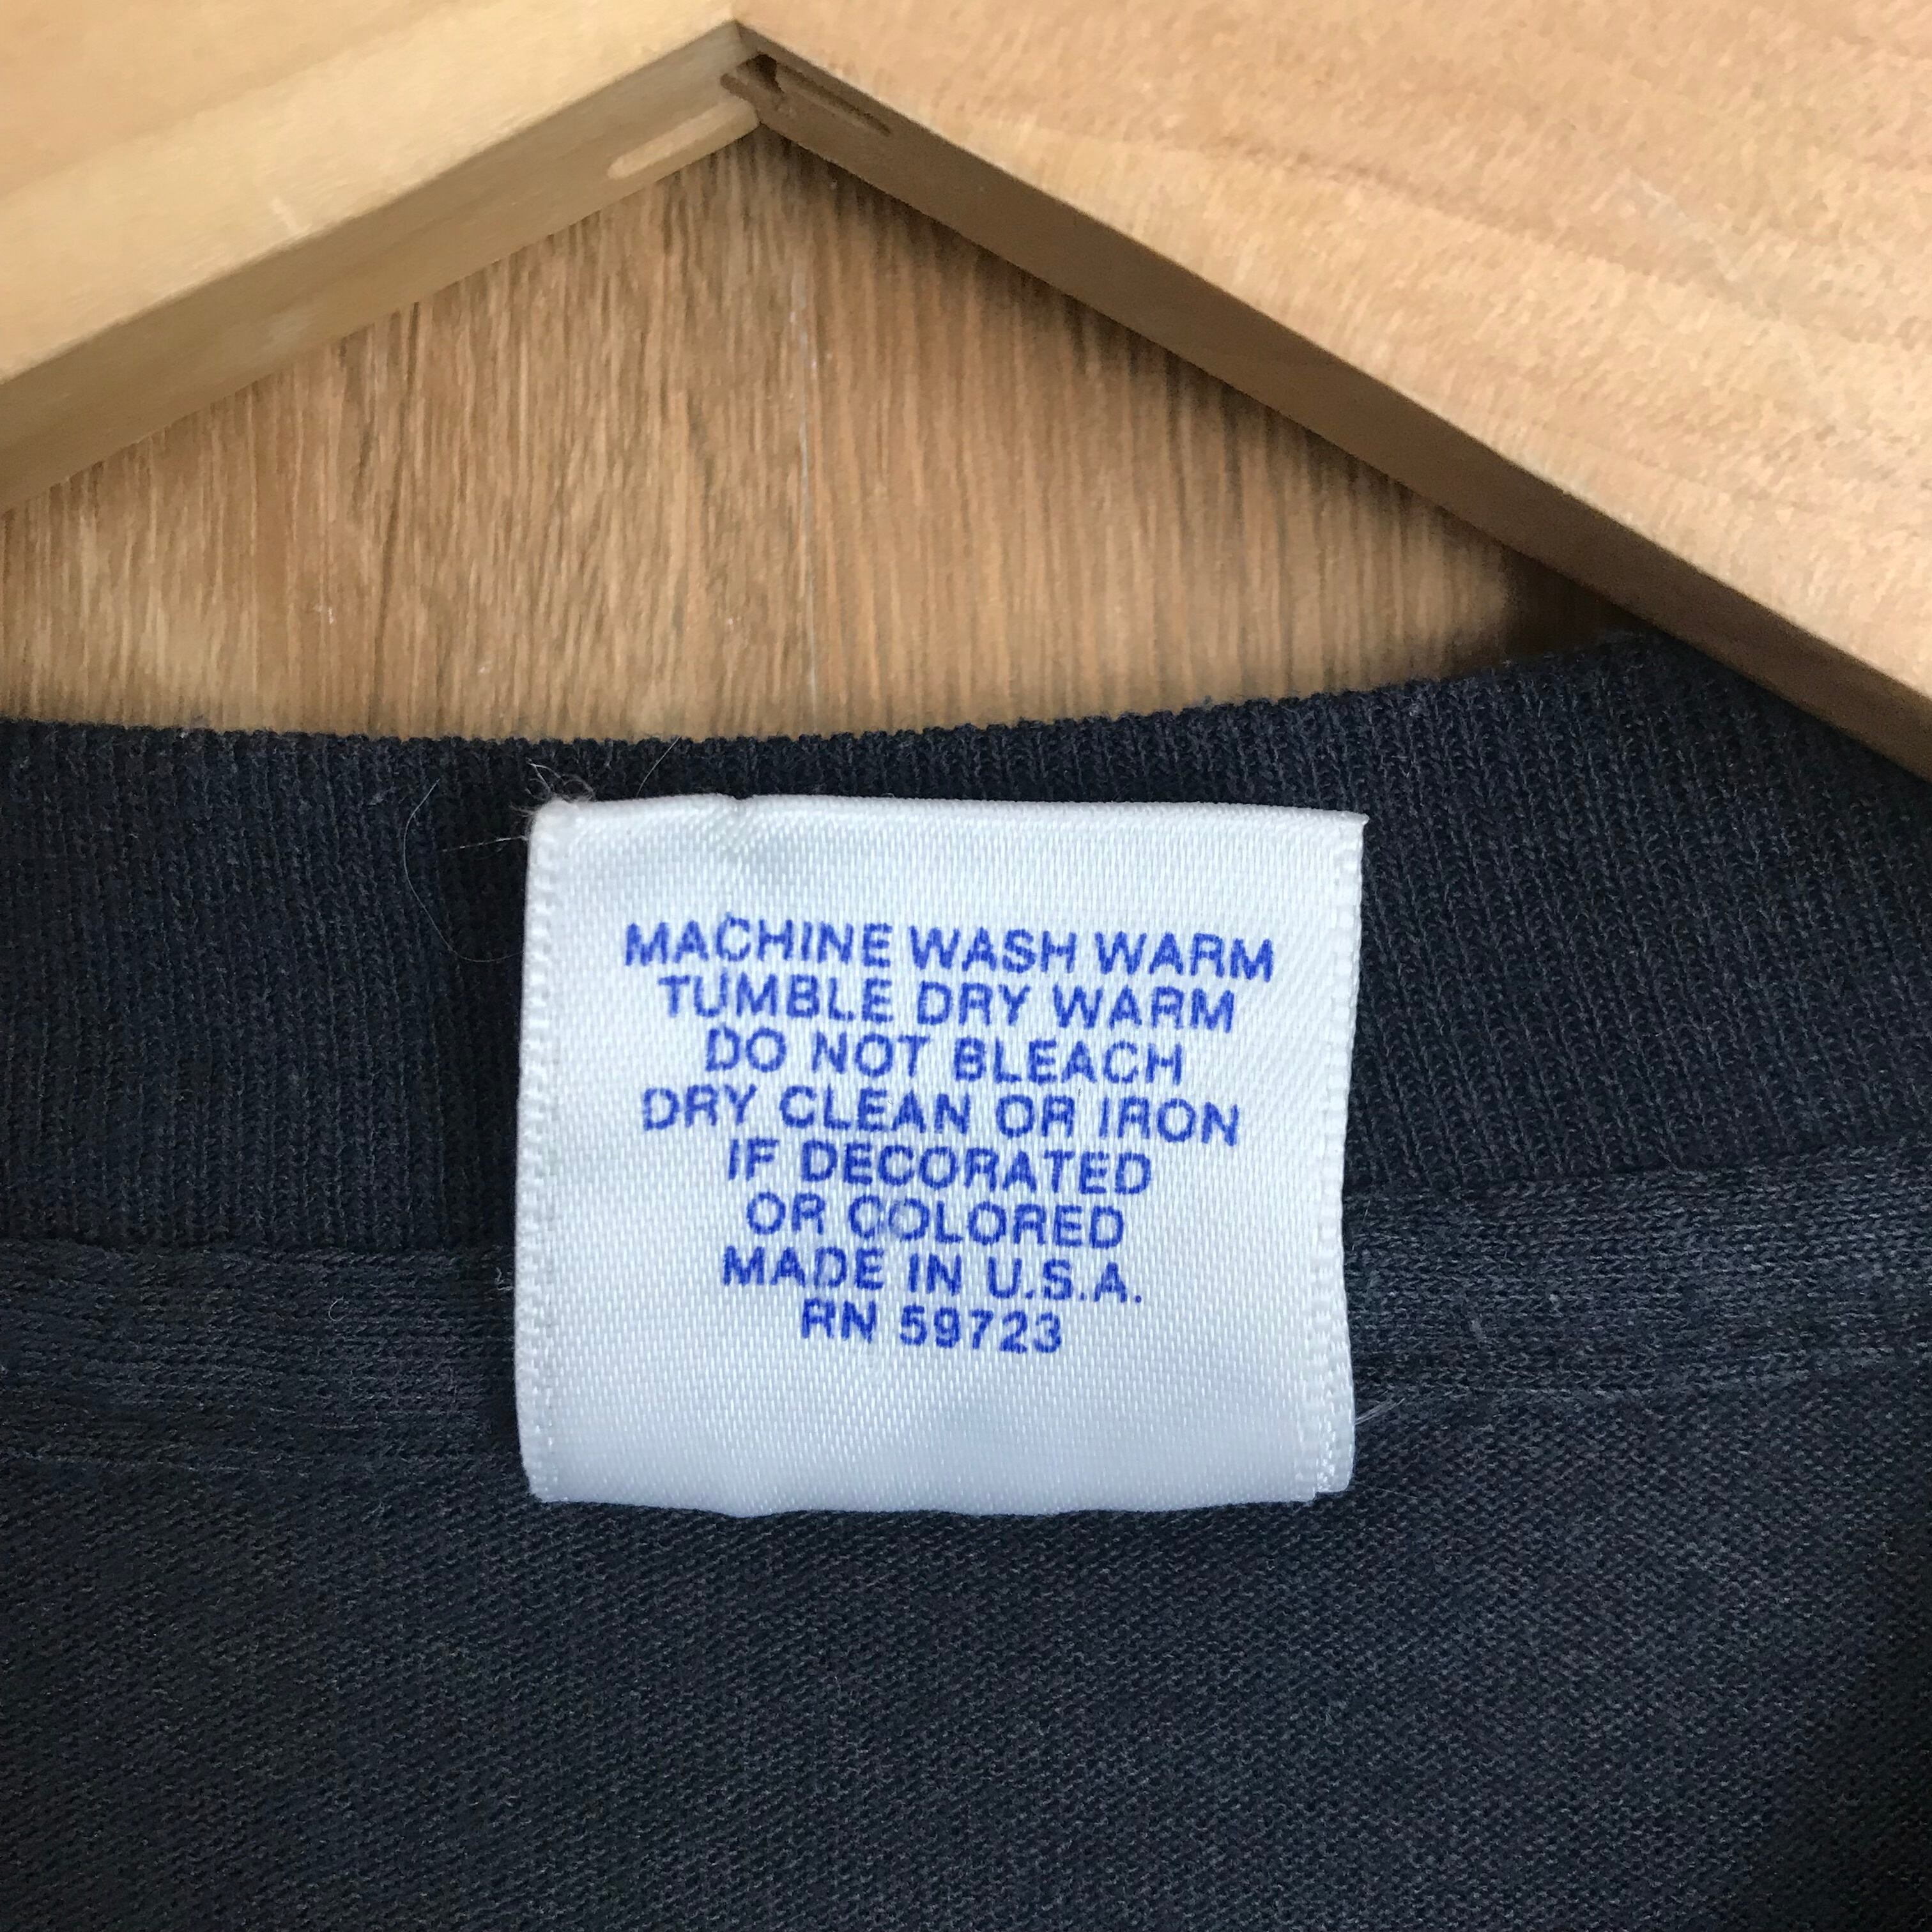 MACHINE WASH WARM
TUMBLE DRY WARM
DO NOT BLEACH
DRY CLEAN OR IRON
IF DECORATED
OR COLORED
MADE IN U.S.A.
RN 59723